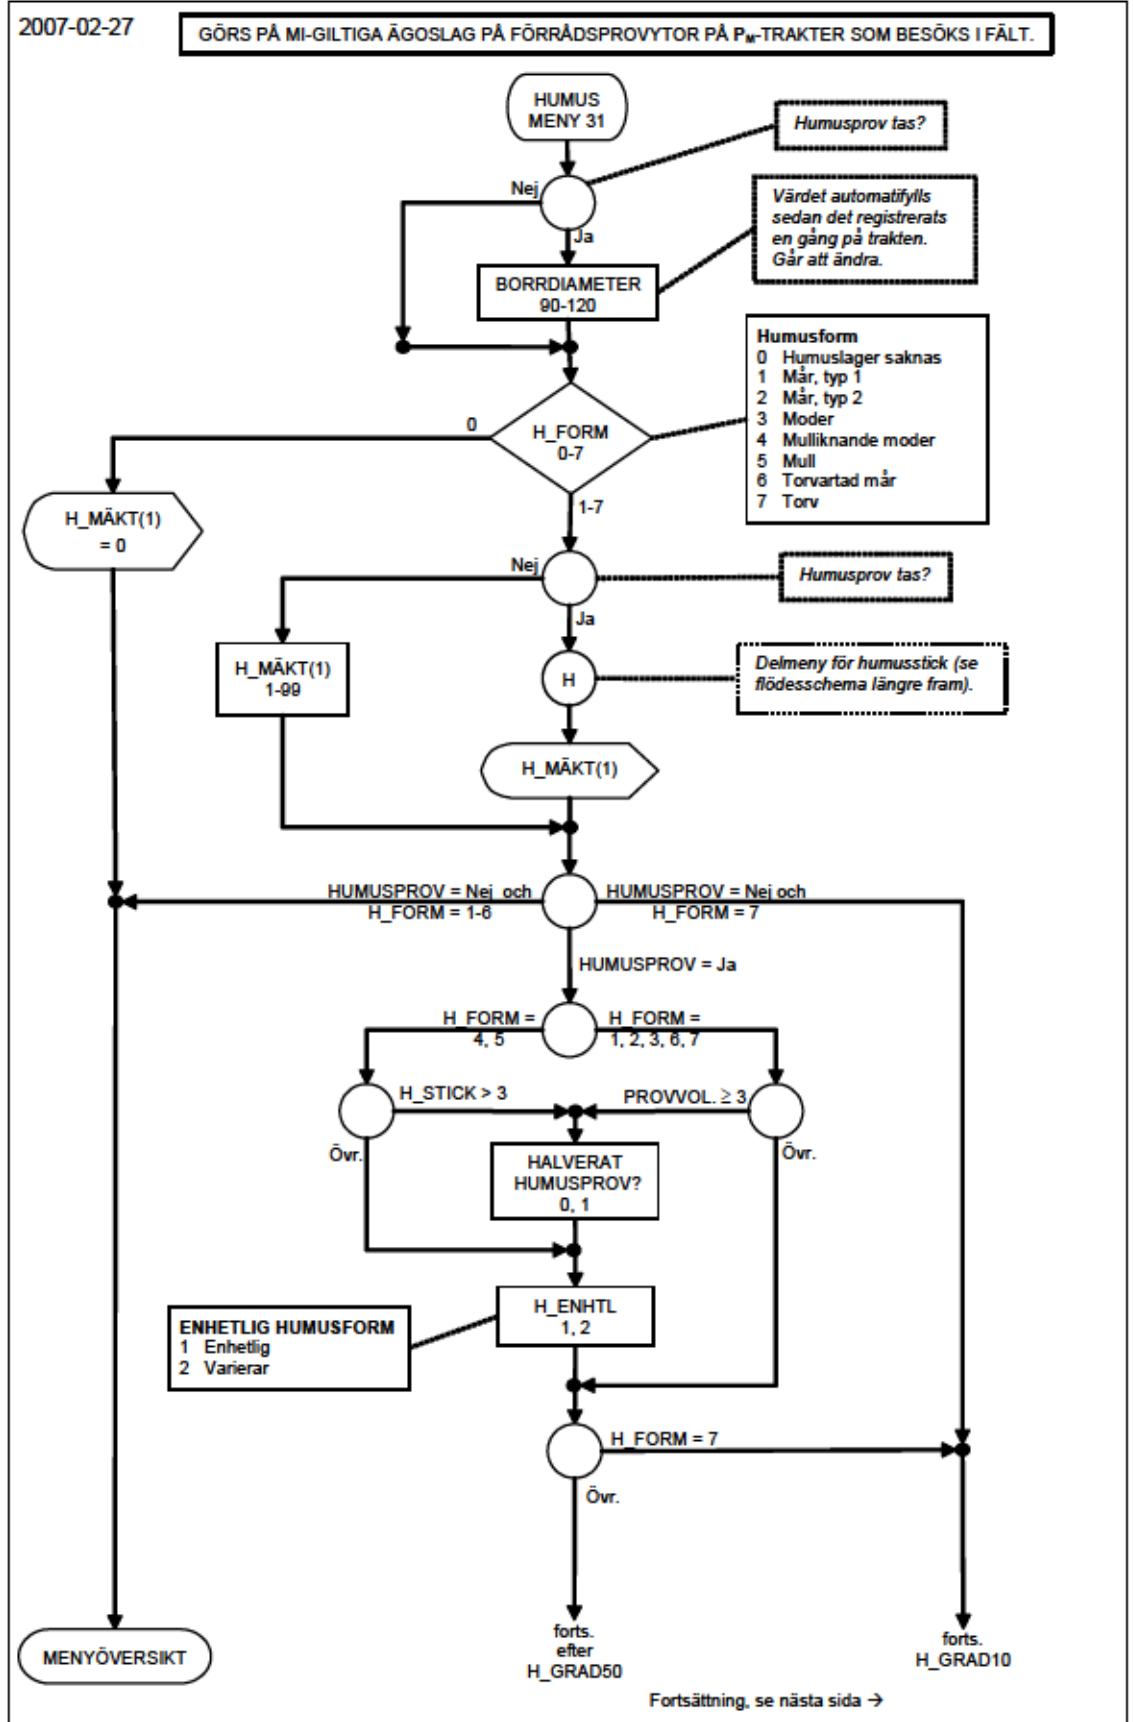 2007-02-27
GÖRS PÅ MI-GILTIGA ÄGOSLAG PÅ FÖRRÅDSPROVYTOR PÅ PM-TRAKTER SOM BESÖKS I FÄLT.
HUMUS
MENY 31
Humusprov tas?
Nej
Ja
Värdet automatifylls
sedan det registrerats
en gång på trakten.
Går att ändra.
BORRDIAMETER
90-120
Humusform
0 Humuslager saknas
1 Mår, typ 1
2 Mår, typ 2
3 Moder
4 Mulliknande moder
5 Mull
6 Torvartad mår
7 Torv
0
H_FORM
0-7
1-7
H_MÄKT(1)
= 0
Nej
Humusprov tas?
Ja
H_MÄKT(1)
1-99
H
Delmeny för humusstick (se
flödesschema längre fram).
H_MÄKT(1)
HUMUSPROV = Nej och
H_FORM = 1-6
HUMUSPROV = Nej och
H_FORM = 7
HUMUSPROV = Ja
H_FORM =
4, 5
H_FORM =
1, 2, 3, 6, 7
H_STICK > 3
PROVVOL. ≥ 3
Övr.
Övr.
HALVERAT
HUMUSPROV?
0, 1
H_ENHTL
1, 2
ENHETLIG HUMUSFORM
1 Enhetlig
2 Varierar
H_FORM = 7
Övr.
MENYÖVERSIKT
forts.
efter
H_GRAD50
forts.
H_GRAD10
Fortsättning, se nästa sida →